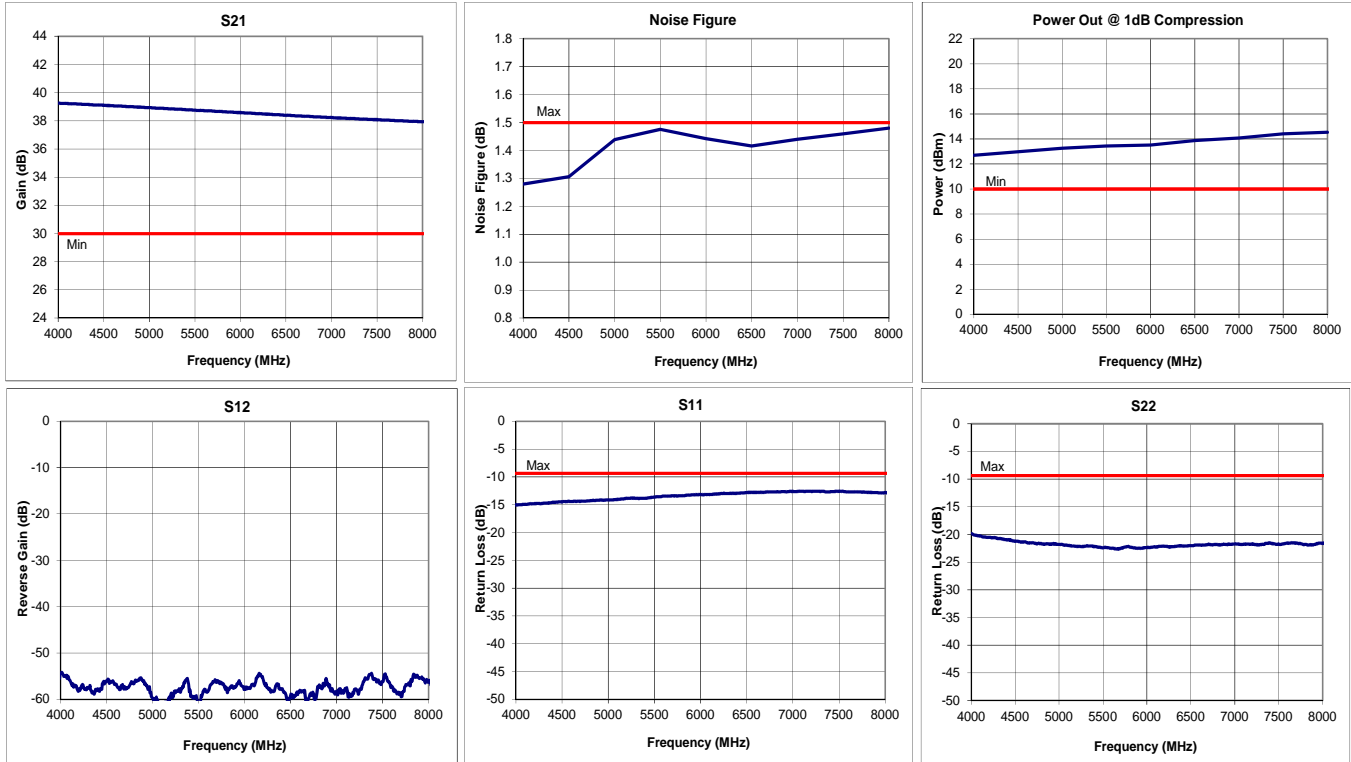 S21
Gain (dB)
44
42
40
38
36
34
32
30
28
26
24
Min
4000 4500 5000 5500 6000 6500 7000 7500 8000
Frequency (MHz)
Noise Figure
Noise Figure (dB)
1.8
1.7
1.6
1.5
1.4
1.3
1.2
1.1
1.0
0.9
0.8
Max
4000 4500 5000 5500 6000 6500 7000 7500 8000
Frequency (MHz)
Power Out @ 1dB Compression
Power (dBm)
22
20
18
16
14
12
10
8
6
4
2
0
Min
4000 4500 5000 5500 6000 6500 7000 7500 8000
Frequency (MHz)
S12
Reverse Gain (dB)
0
-10
-20
-30
-40
-50
-60
4000 4500 5000 5500 6000 6500 7000 7500 8000
Frequency (MHz)
S11
Return Loss (dB)
0
-5
-10
-15
-20
-25
-30
-35
-40
-45
-50
Max
4000 4500 5000 5500 6000 6500 7000 7500 8000
Frequency (MHz)
S22
Return Loss (dB)
0
-5
-10
-15
-20
-25
-30
-35
-40
-45
-50
Max
4000 4500 5000 5500 6000 6500 7000 7500 8000
Frequency (MHz)